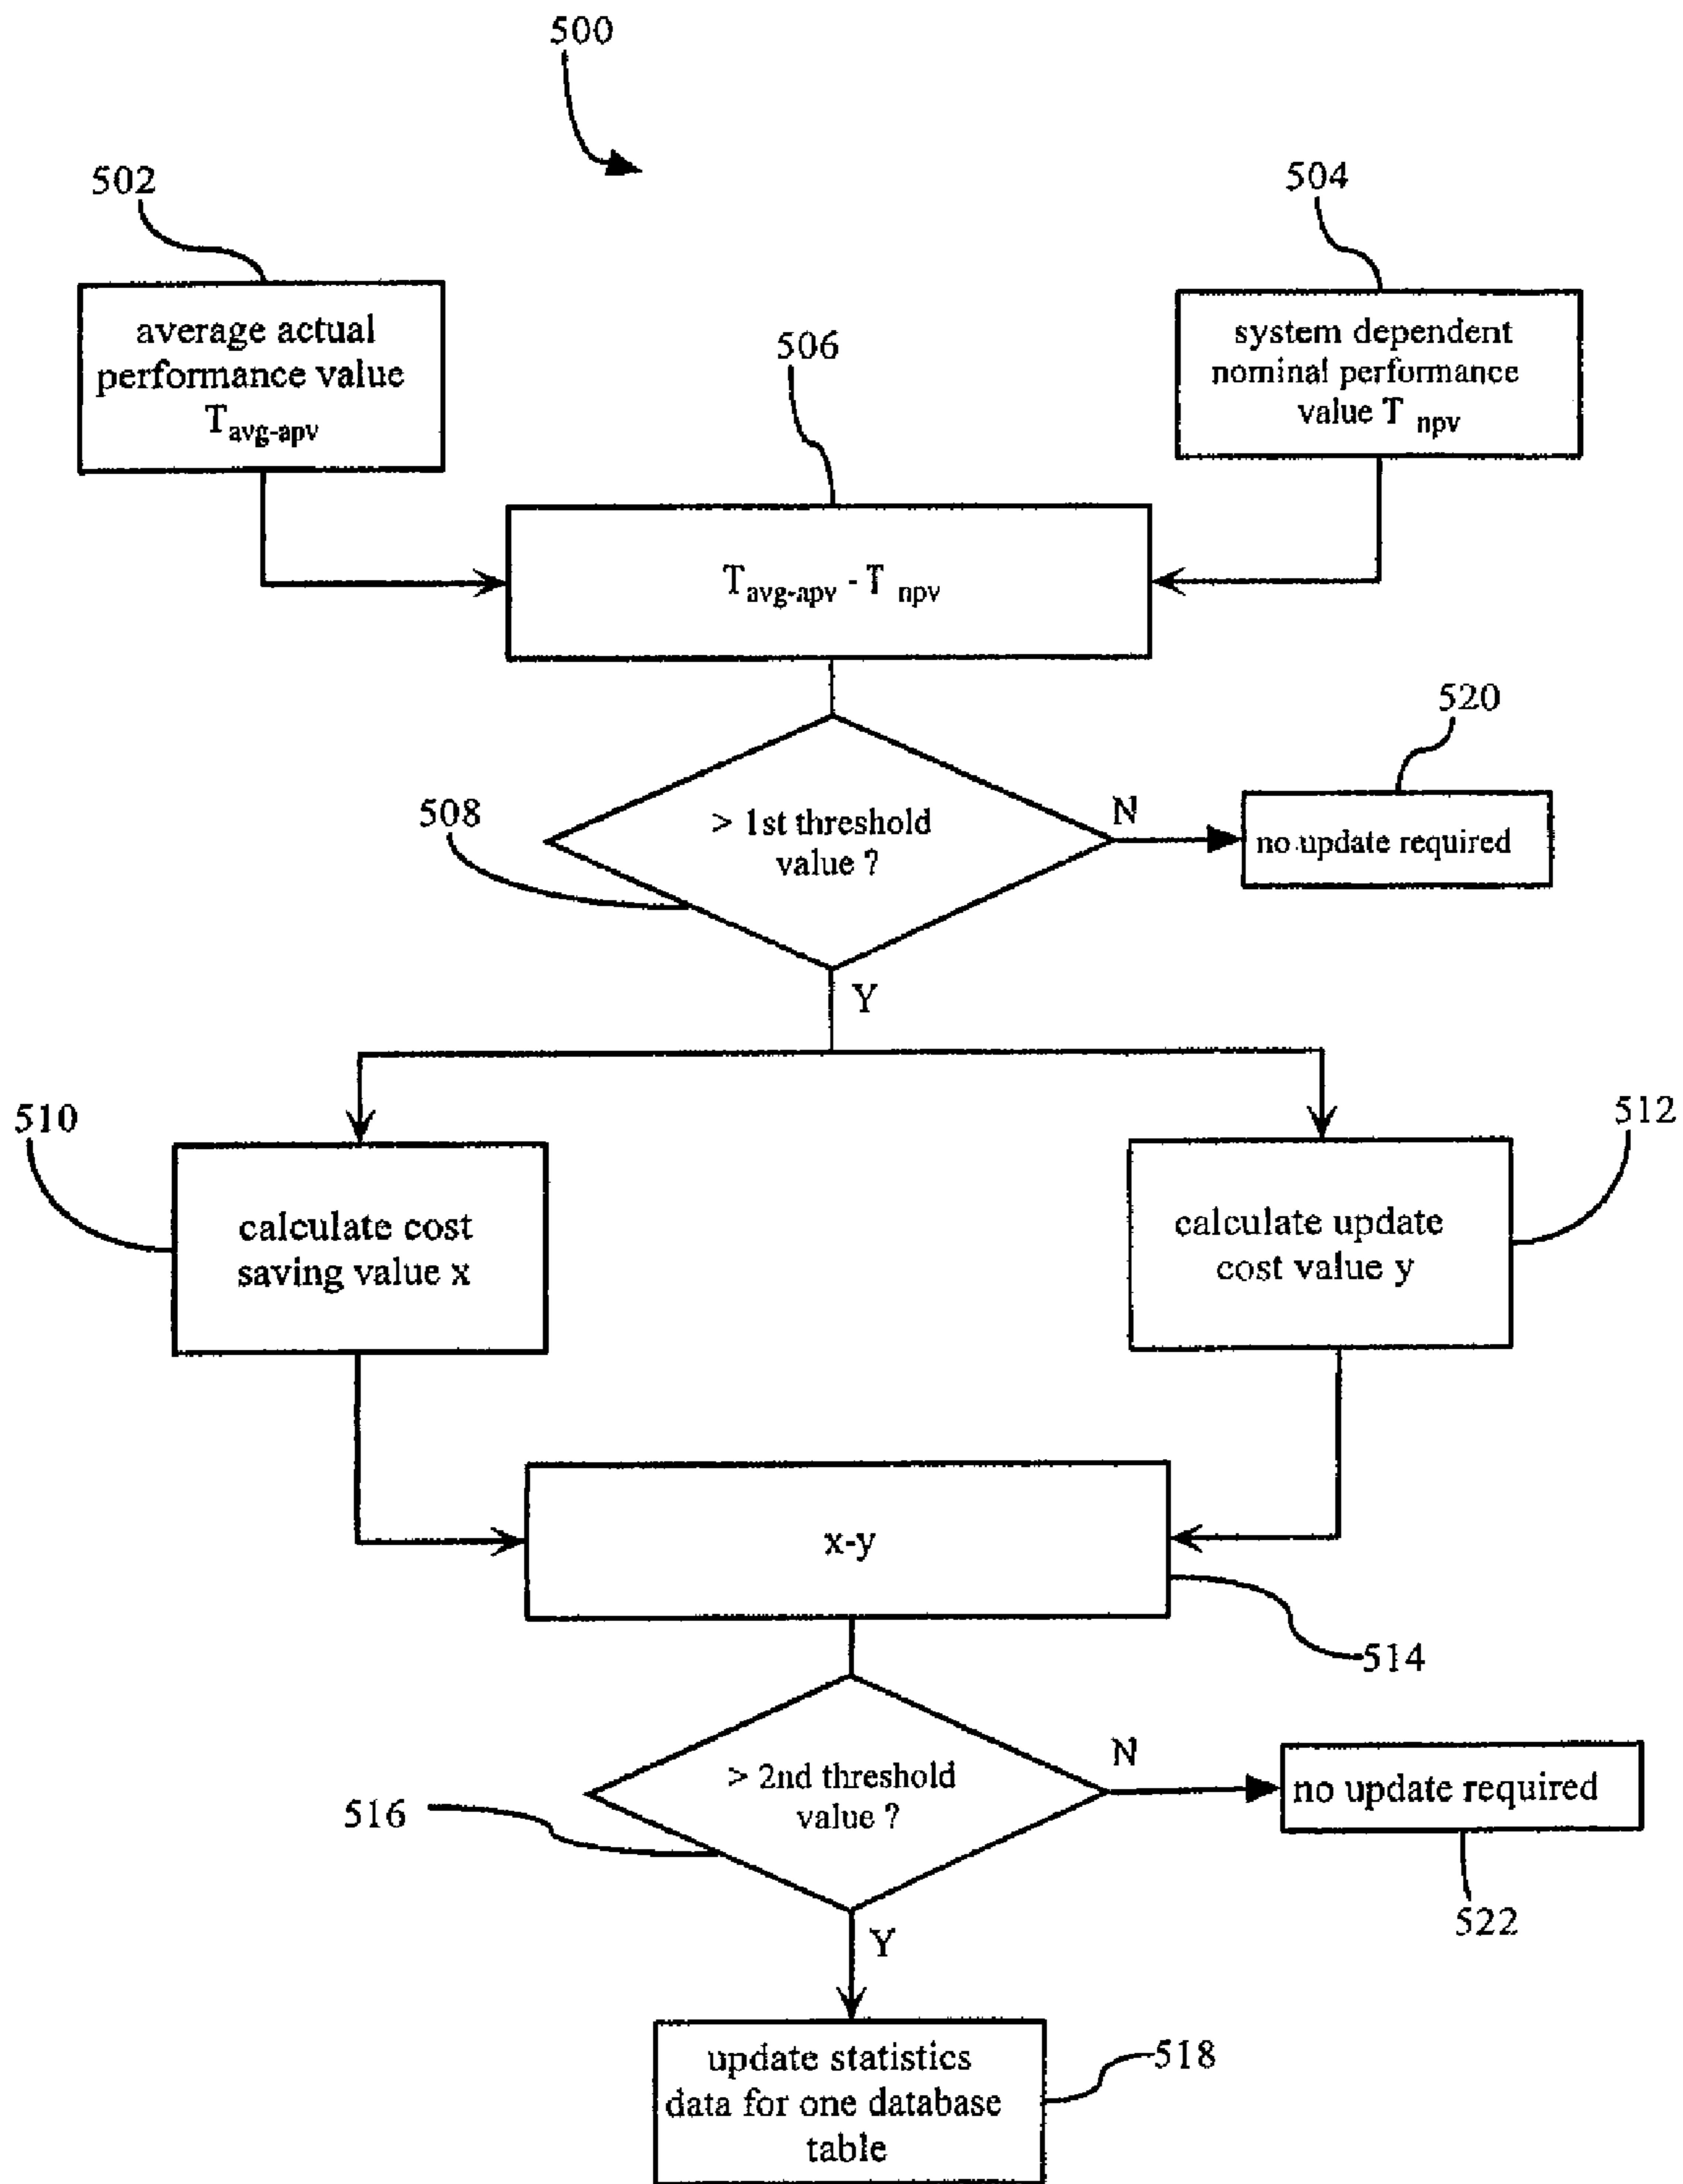 500
502
504
average actual
performance value
T avg-apv
system dependent
nominal performance
value T npv
506
T avg-apv - T npv
520
508
> 1st threshold
value ?
N
no update required
Y
510
512
calculate cost
saving value x
calculate update
cost value y
x-y
514
> 2nd threshold
value ?
N
no update required
516
522
Y
update statistics
data for one database
table
518